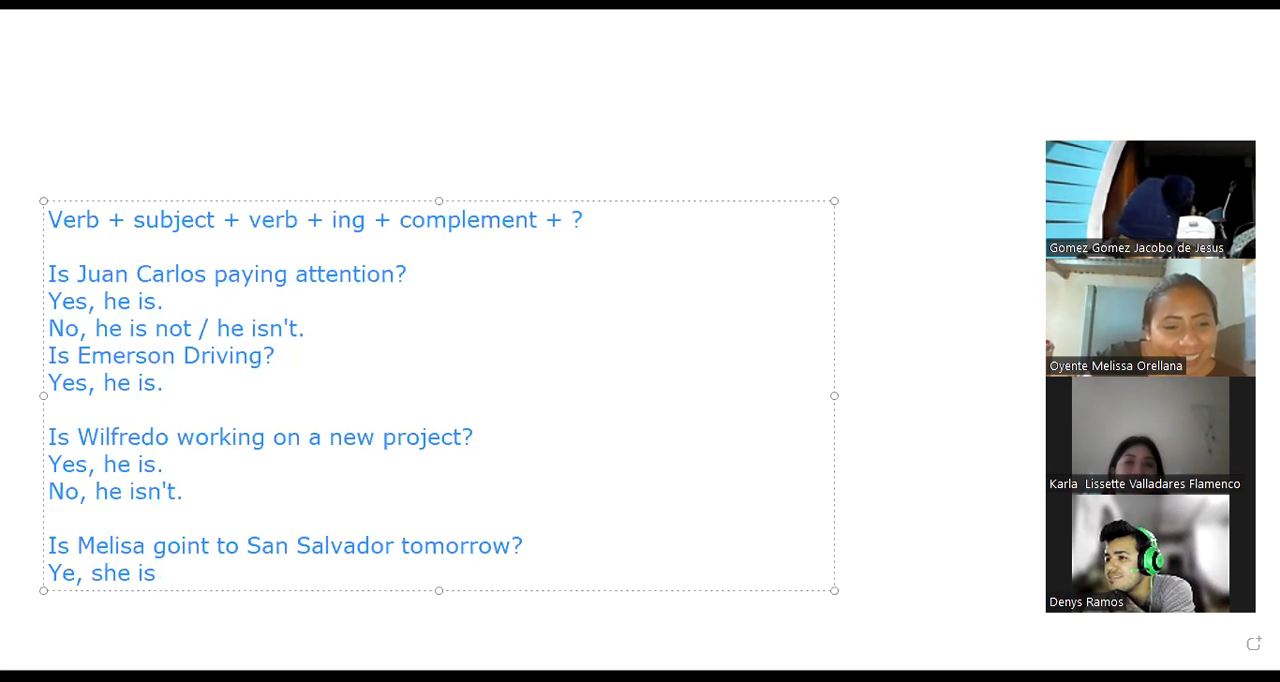 Verb + subject + verb + ing + complement + ?
Is Juan Carlos paying attention?
Yes, he is.
No, he is not / he isn't.
Is Emerson Driving?
Yes, he is.
Is Wilfredo working on a new project?
Yes, he is.
No, he isn't.
Is Melisa goint to San Salvador tomorrow?
Ye, she is
Gomez Gomez Jacobo de Jesus
Oyente Melissa Orellana
Karla Lissette Valladares Flamenco
Denys Ramos